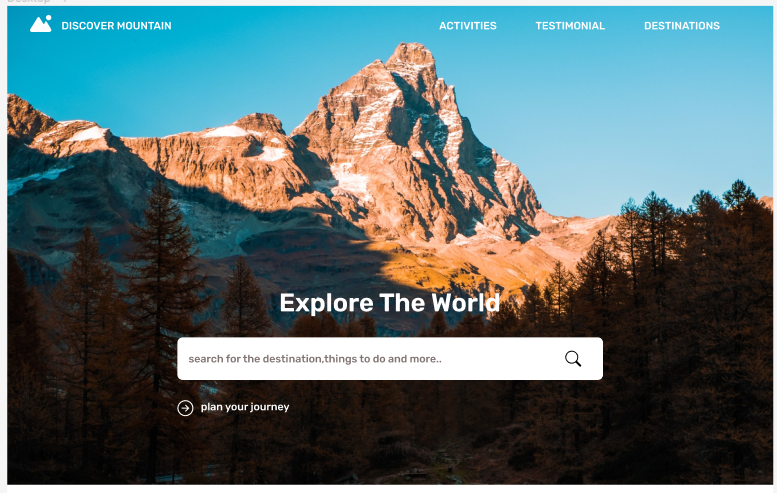 DISCOVER MOUNTAIN
ACTIVITIES
TESTIMONIAL
DESTINATIONS
Explore The World
search for the destination,things to do and more..
plan your journey